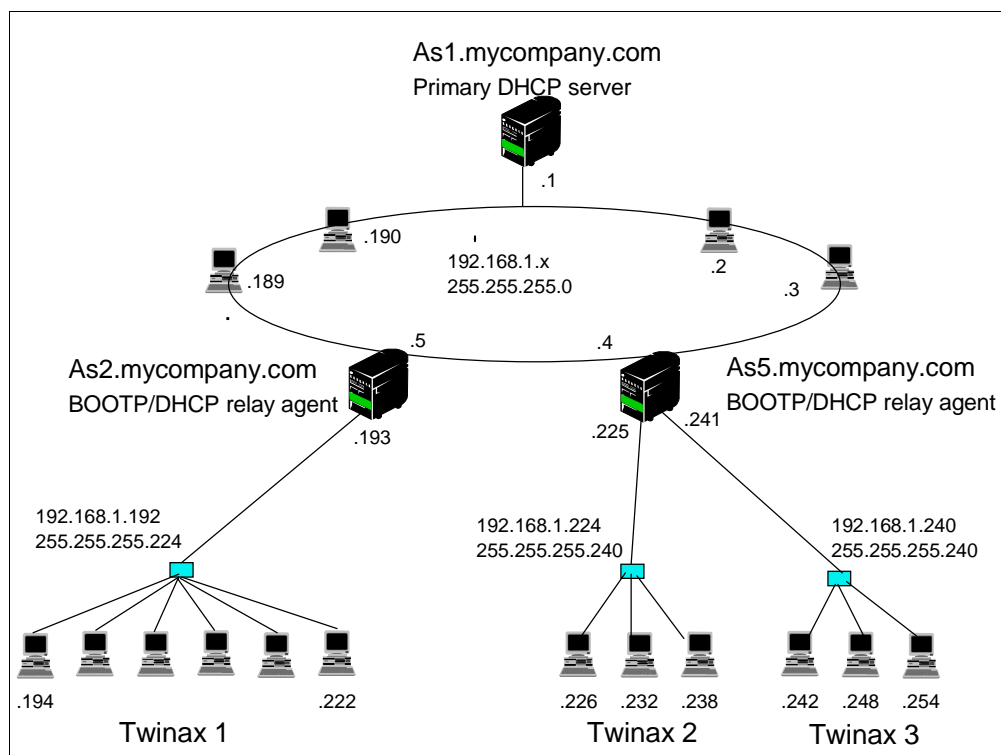 As1.mycompany.com
Primary DHCP server
.1
.190
.189
192.168.1.x
255.255.255.0
.2
.3
.5
.4
As2.mycompany.com
BOOTP/DHCP relay agent
.193
As5.mycompany.com
BOOTP/DHCP relay agent
.225
.241
192.168.1.192
255.255.255.224
192.168.1.224
255.255.255.240
192.168.1.240
255.255.255.240
.194
.222
.226
.232
.238
.242
.248
.254
Twinax 1
Twinax 2
Twinax 3